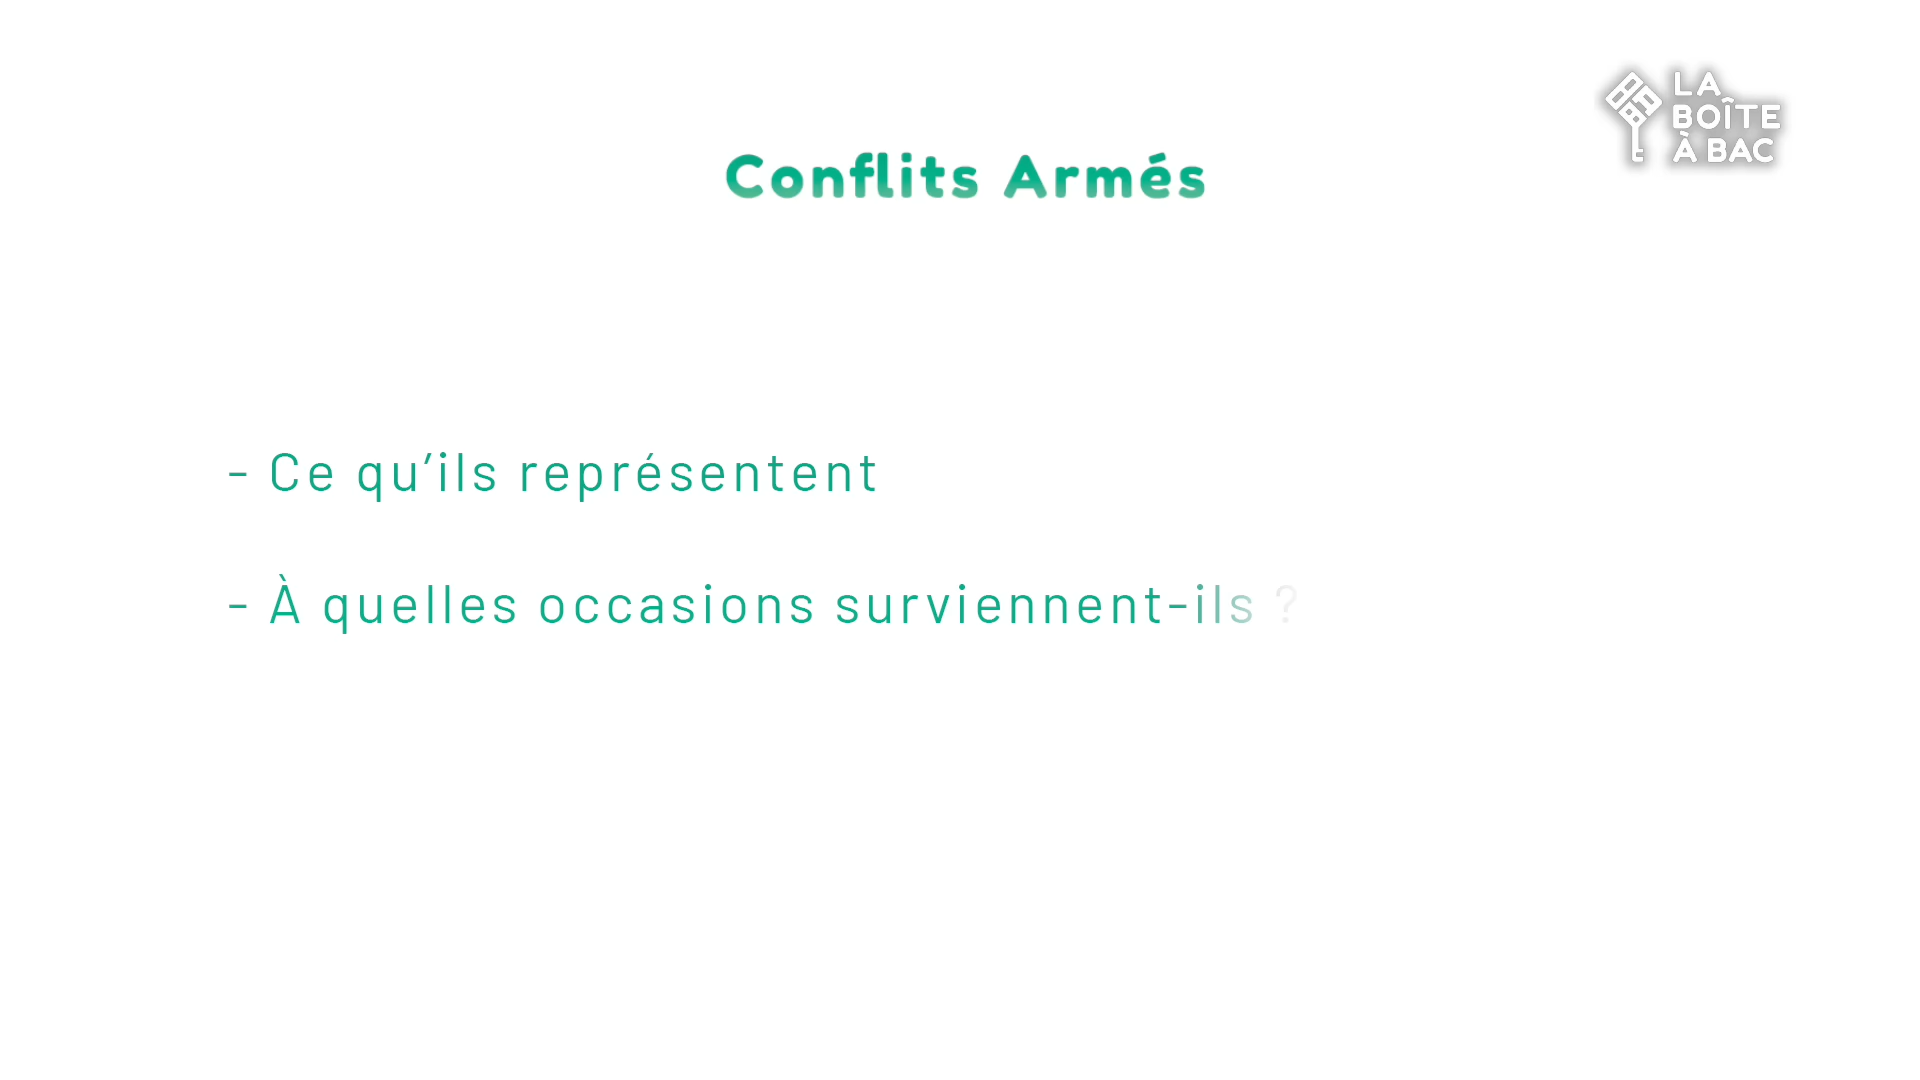 LA
BOÎTE
À BAC
Conflits Armés
- Ce qu’ils représentent
- À quelles occasions surviennent-ils ?